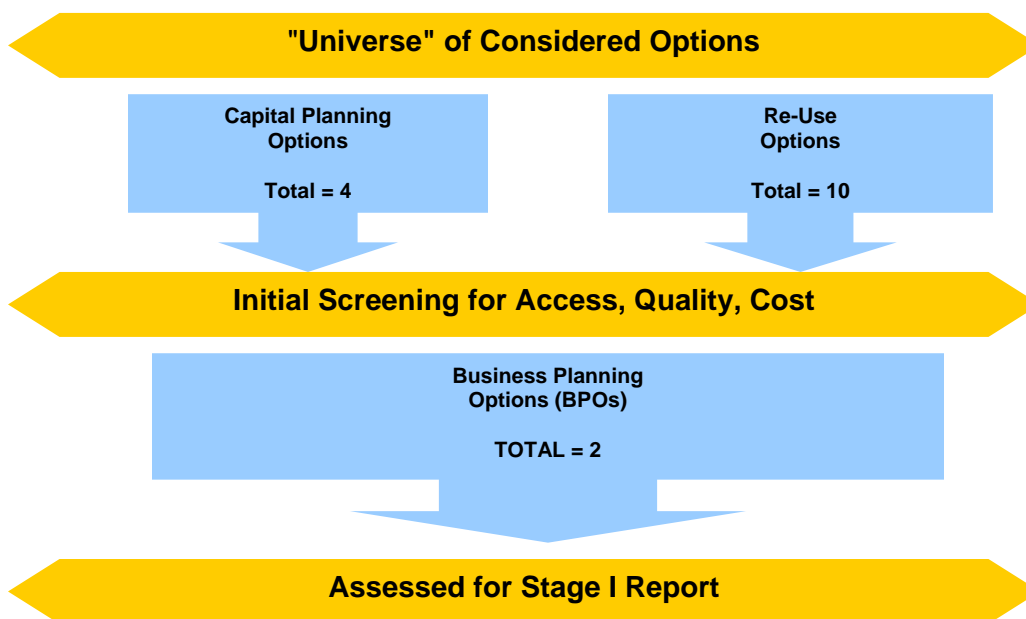 "Universe" of Considered Options
Capital Planning
Options
Total = 4
Re-Use
Options
Total = 10
Initial Screening for Access, Quality, Cost
Business Planning
Options (BPOs)
TOTAL = 2
Assessed for Stage I Report